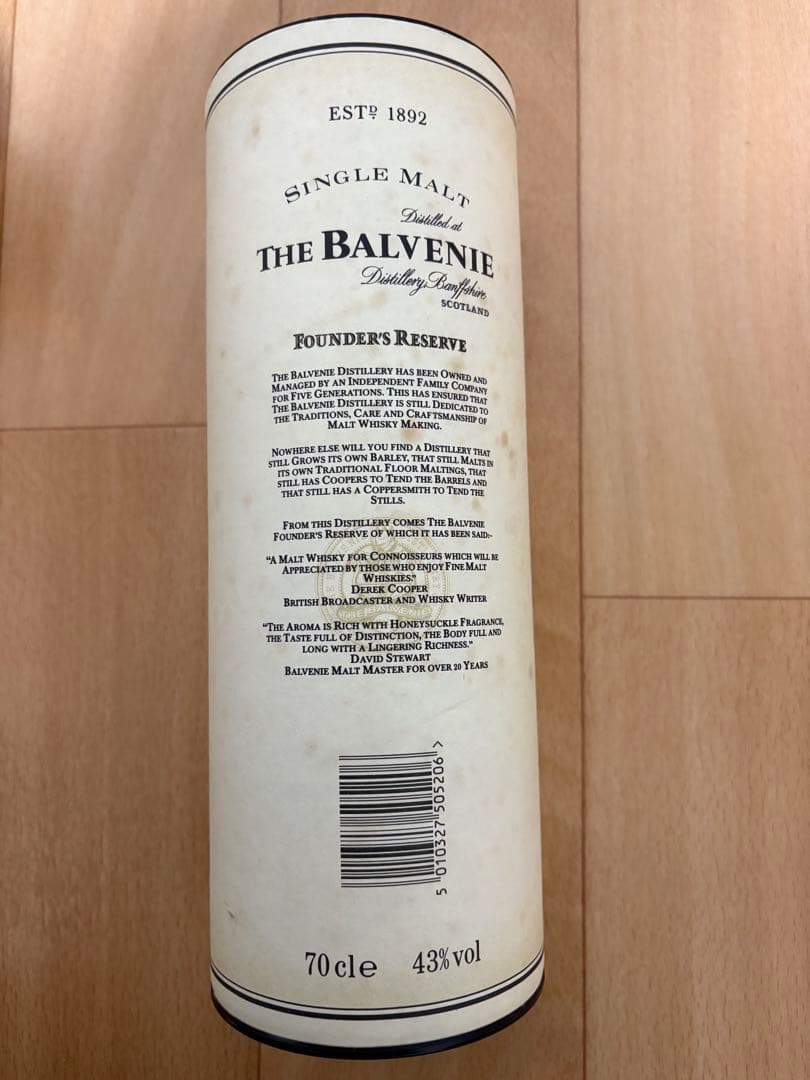 ESTD 1892
SINGLE MALT
Distilled at
THE BALVENIE
Distillery, Banffshire
SCOTLAND
FOUNDER'S RESERVE
THE BALVENIE DISTILLERY HAS BEEN OWNED AND
MANAGED BY AN INDEPENDENT FAMILY COMPANY
FOR FIVE GENERATIONS. THIS HAS ENSURED THAT
THE BALVENIE DISTILLERY IS STILL DEDICATED TO
THE TRADITIONS, CARE AND CRAFTSMANSHIP OF
MALT WHISKY MAKING.
NOWHERE ELSE WILL YOU FIND A DISTILLERY THAT
STILL GROWS ITS OWN BARLEY, THAT STILL MALTS IN
ITS OWN TRADITIONAL FLOOR MALTINGS, THAT
STILL HAS COOPERS TO TEND THE BARRELS AND
THAT STILL HAS A COPPERSMITH TO TEND THE
STILLS.
FROM THIS DISTILLERY COMES THE BALVENIE
FOUNDER'S RESERVE OF WHICH IT HAS BEEN SAID:-
"A MALT WHISKY FOR CONNOISSEURS WHICH WILL BE
APPRECIATED BY THOSE WHO ENJOY FINE MALT
WHISKIES."
DEREK COOPER
BRITISH BROADCASTER AND WHISKY WRITER
"THE AROMA IS RICH WITH HONEYSUCKLE FRAGRANCE,
THE TASTE FULL OF DISTINCTION, THE BODY FULL AND
LONG WITH A LINGERING RICHNESS."
DAVID STEWART
BALVENIE MALT MASTER FOR OVER 20 YEARS
5 010327 505206 >
70 cl e 43% vol